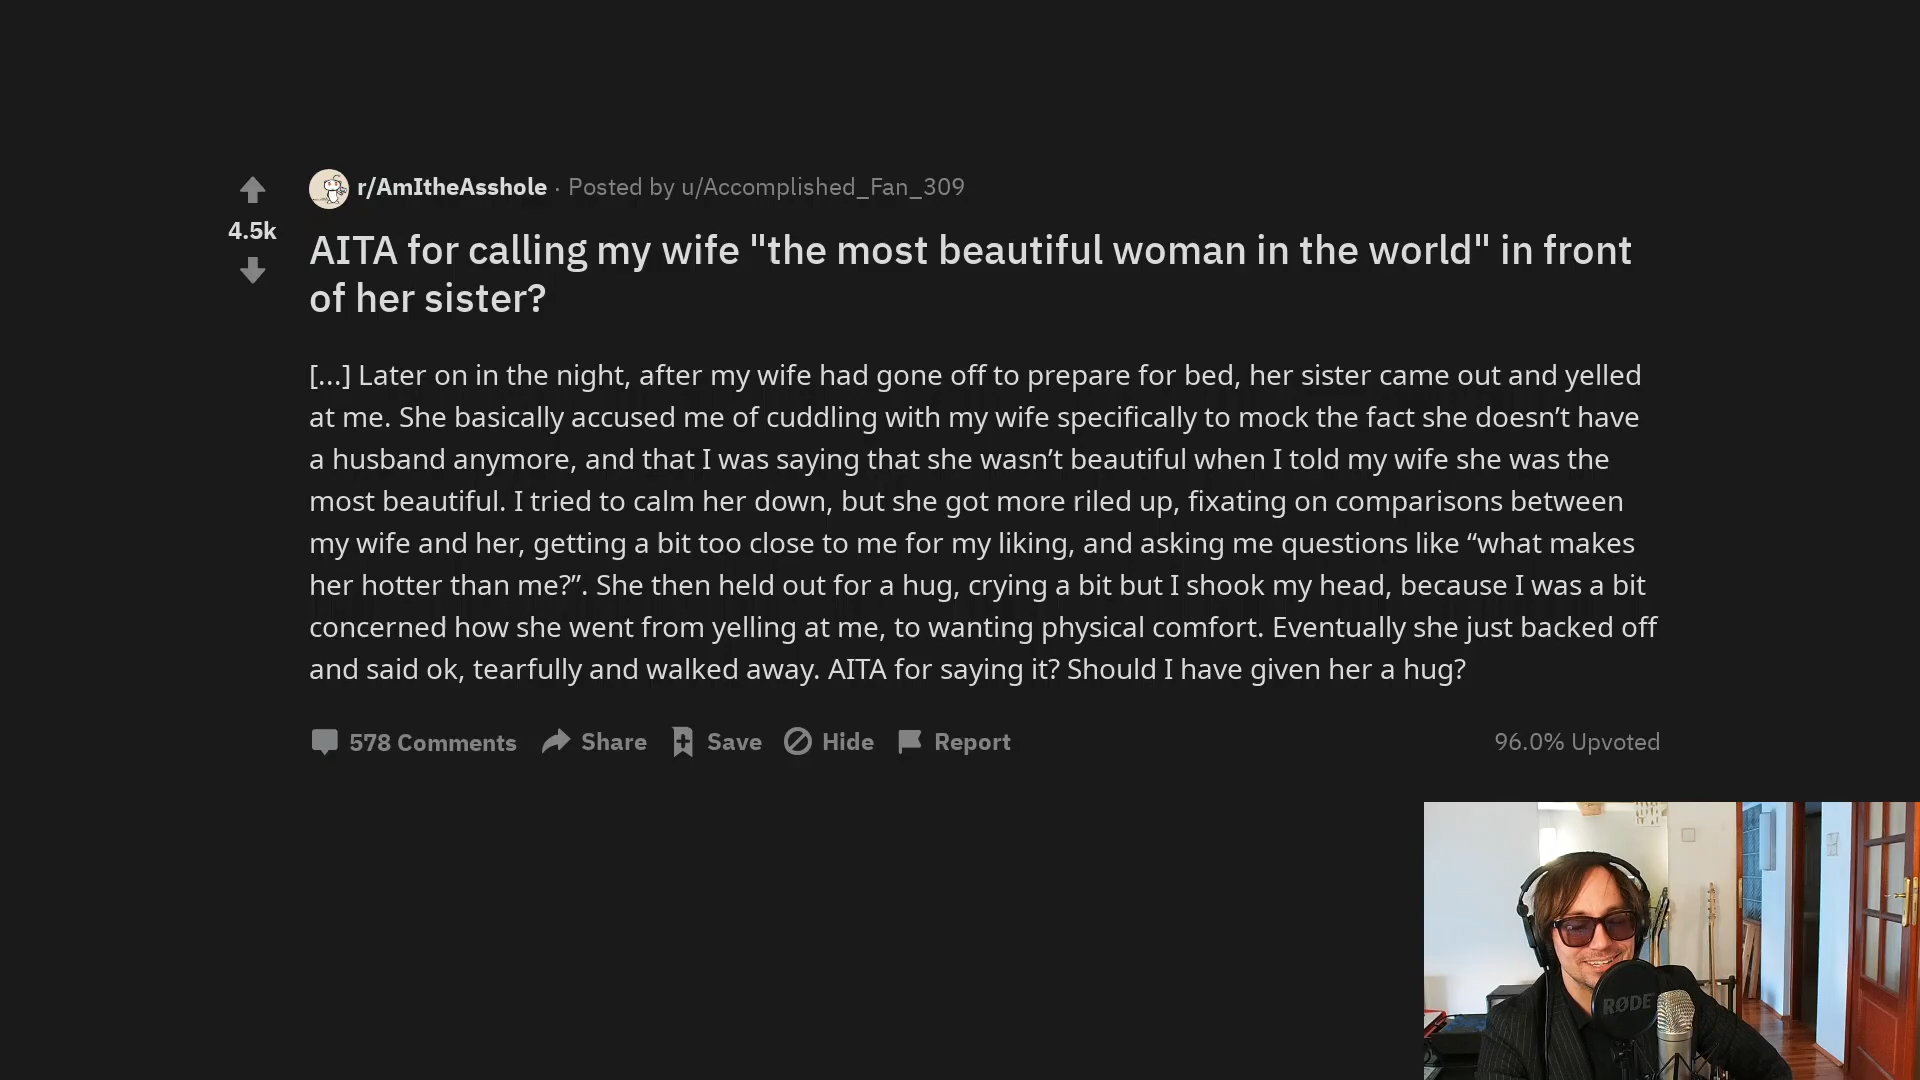 r/AmItheAsshole · Posted by u/Accomplished_Fan_309
4.5k
AITA for calling my wife "the most beautiful woman in the world" in front
of her sister?
[...] Later on in the night, after my wife had gone off to prepare for bed, her sister came out and yelled
at me. She basically accused me of cuddling with my wife specifically to mock the fact she doesn’t have
a husband anymore, and that I was saying that she wasn’t beautiful when I told my wife she was the
most beautiful. I tried to calm her down, but she got more riled up, fixating on comparisons between
my wife and her, getting a bit too close to me for my liking, and asking me questions like “what makes
her hotter than me?”. She then held out for a hug, crying a bit but I shook my head, because I was a bit
concerned how she went from yelling at me, to wanting physical comfort. Eventually she just backed off
and said ok, tearfully and walked away. AITA for saying it? Should I have given her a hug?
578 Comments Share Save Hide Report 96.0% Upvoted
RØDE